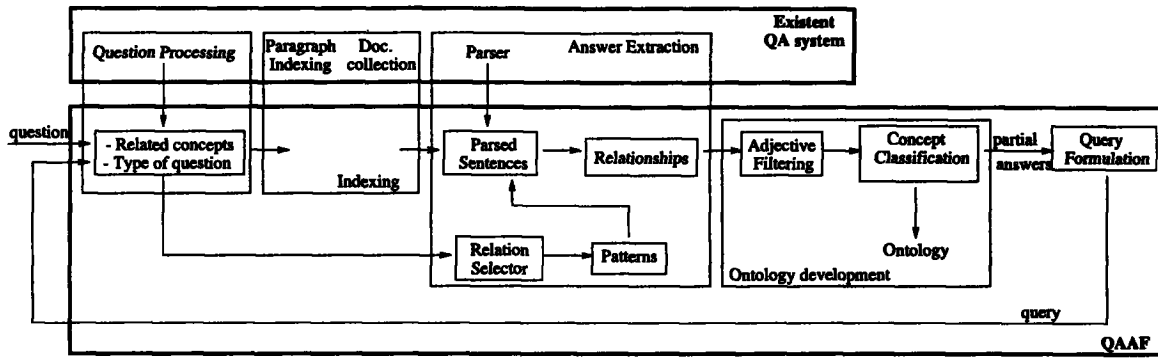 Existent
QA system
Question Processing
Paragraph Doc.
Indexing collection
Parser
Answer Extraction
question
- Related concepts
- Type of question
Indexing
Parsed
Sentences
Relationships
Adjective
Filtering
Concept
Classification
partial
answers
Query
Formulation
Relation
Selector
Patterns
Ontology
Ontology development
query
QAAF